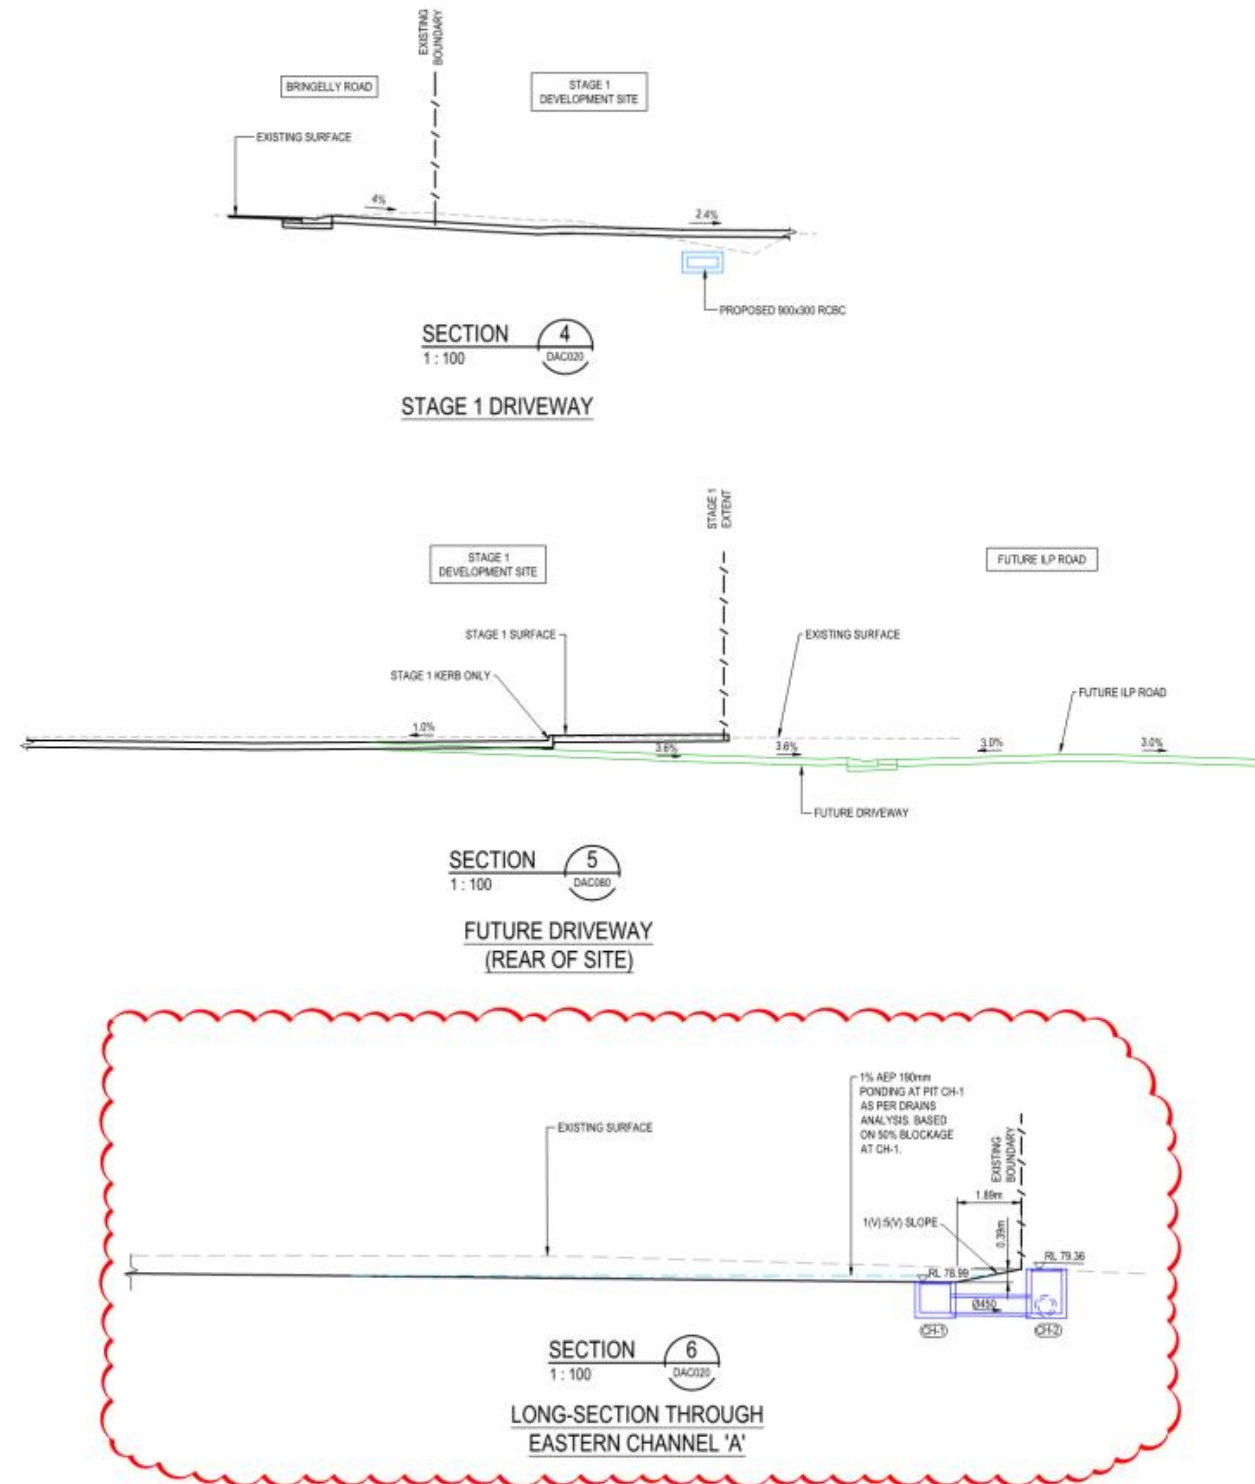 EXISTING
BOUNDARY
BRINGELLY ROAD
STAGE 1
DEVELOPMENT SITE
EXISTING SURFACE
4%
2.4%
PROPOSED 900x300 RCBC
SECTION
4
1 : 100
DAC020
STAGE 1 DRIVEWAY
STAGE 1
EXTENT
STAGE 1
DEVELOPMENT SITE
FUTURE ILP ROAD
STAGE 1 SURFACE
EXISTING SURFACE
STAGE 1 KERB ONLY
FUTURE ILP ROAD
1.0%
3.6%
3.6%
3.0%
3.0%
FUTURE DRIVEWAY
SECTION
5
1 : 100
DAC080
FUTURE DRIVEWAY
(REAR OF SITE)
1% AEP 190mm
PONDING AT PIT CH-1
AS PER DRAINS
ANALYSIS. BASED
ON 50% BLOCKAGE
AT CH-1.
EXISTING SURFACE
EXISTING
BOUNDARY
1.89m
1(V):5(V) SLOPE
0.39m
RL 79.36
RL 78.99
Ø450
CH-1
CH-2
SECTION
6
1 : 100
DAC020
LONG-SECTION THROUGH
EASTERN CHANNEL 'A'